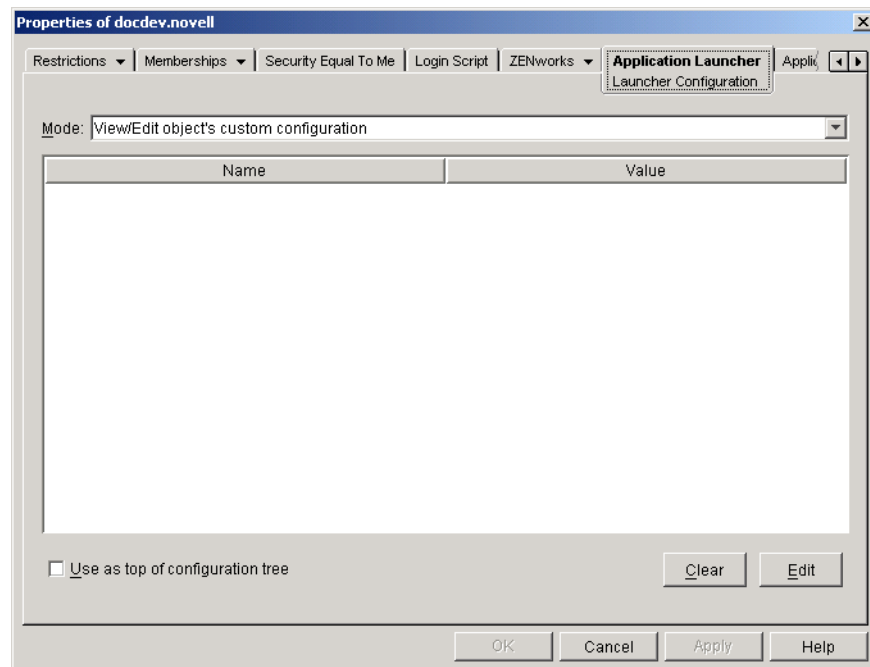 Properties of docdev.novell
Restrictions Memberships Security Equal To Me Login Script ZENworks Application Launcher
Launcher Configuration
Mode: View/Edit object's custom configuration
Name Value
Use as top of configuration tree Clear Edit
OK Cancel Apply Help